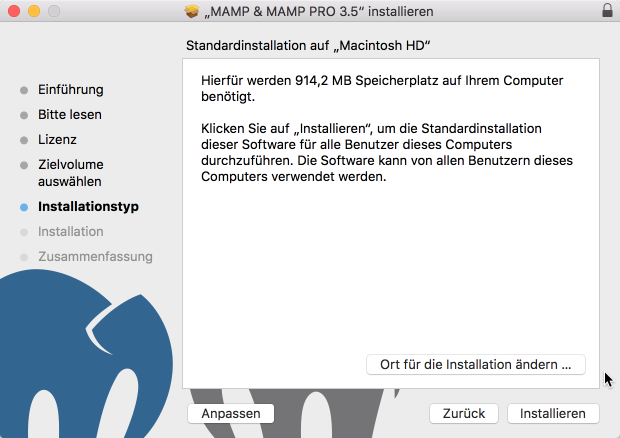 „MAMP & MAMP PRO 3.5“ installieren
Standardinstallation auf „Macintosh HD“
Einführung
Bitte lesen
Lizenz
Zielvolume
auswählen
Installationstyp
Installation
Zusammenfassung
Hierfür werden 914,2 MB Speicherplatz auf Ihrem Computer
benötigt.
Klicken Sie auf „Installieren“, um die Standardinstallation
dieser Software für alle Benutzer dieses Computers
durchzuführen. Die Software kann von allen Benutzern dieses
Computers verwendet werden.
Ort für die Installation ändern ...
Anpassen
Zurück
Installieren